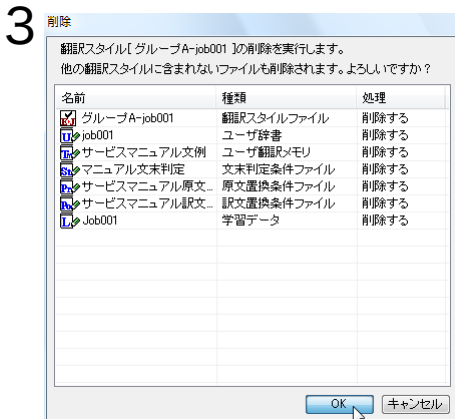 3
削除
翻訳スタイル[ グループA-job001 ]の削除を実行します。
他の翻訳スタイルに含まれないファイルも削除されます。よろしいですか？
名前 種類 処理
グループA-job001 翻訳スタイルファイル 削除する
job001 ユーザ辞書 削除する
サービスマニュアル文例 ユーザ翻訳メモリ 削除する
マニュアル文末判定 文末判定条件ファイル 削除する
サービスマニュアル原文... 原文置換条件ファイル 削除する
サービスマニュアル訳文... 訳文置換条件ファイル 削除する
Job001 学習データ 削除する
OK キャンセル